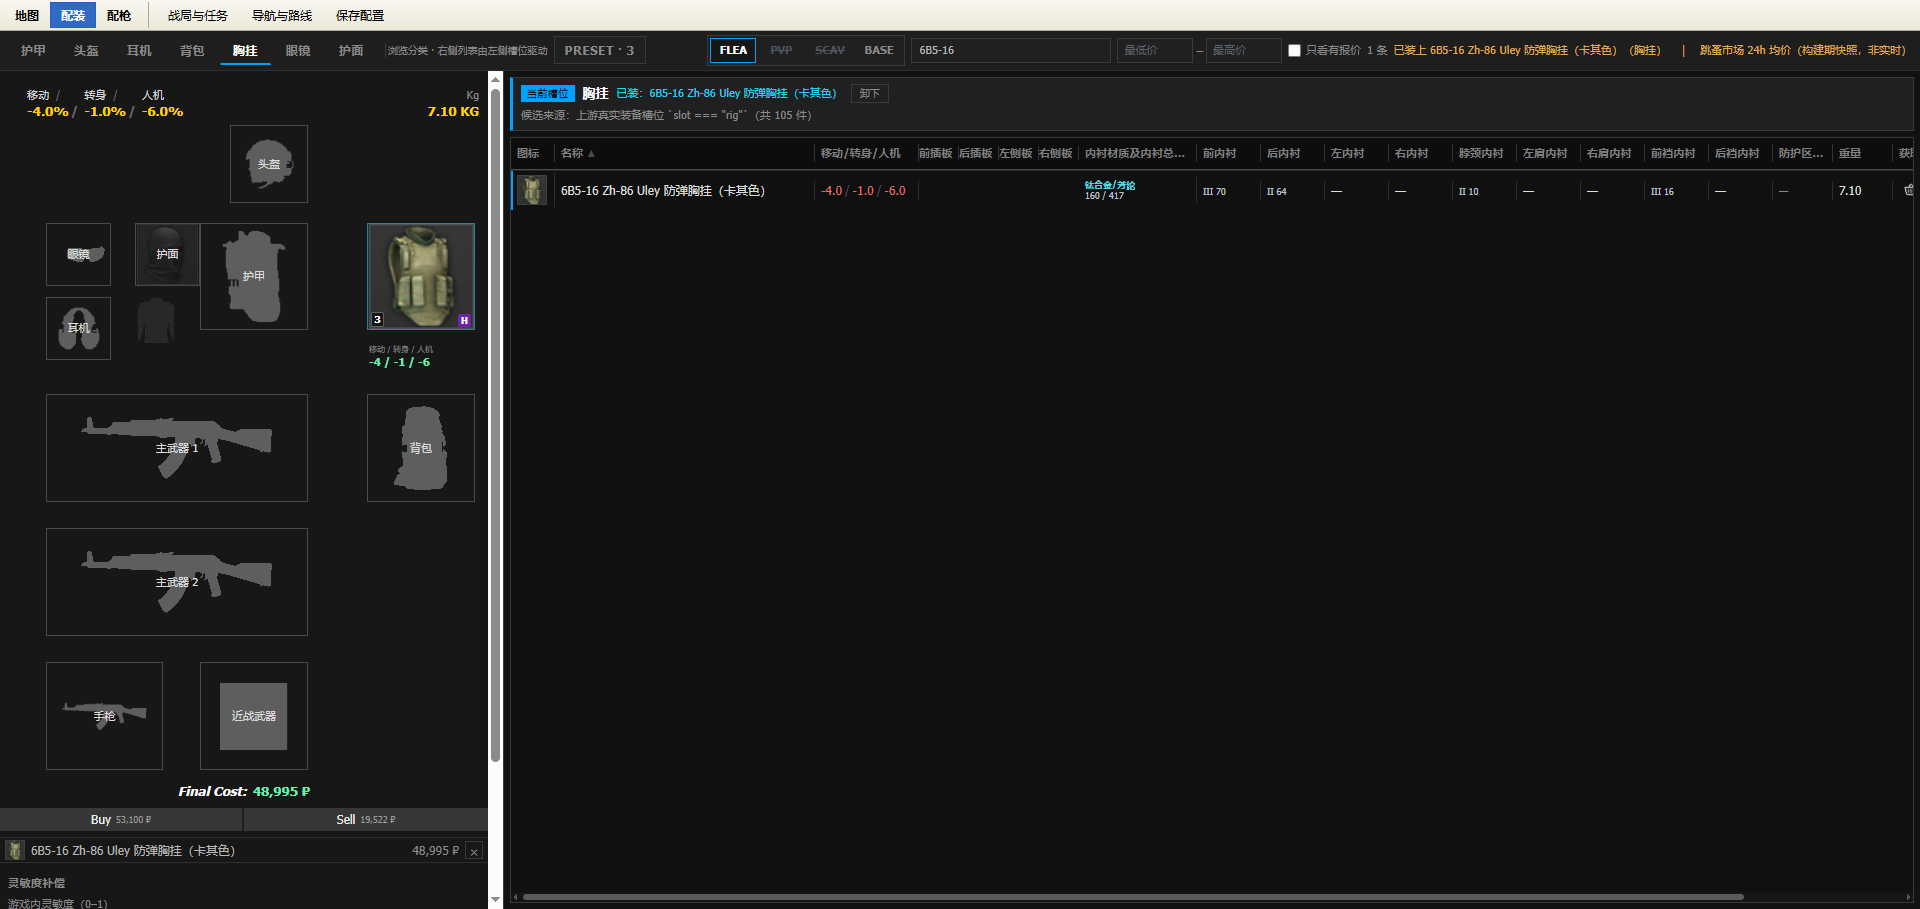 地图 配装 配枪 战局与任务 导航与路线 保存配置
护甲 头盔 耳机 背包 胸挂 眼镜 护面 浏览分类 · 右侧列表由左侧槽位驱动 PRESET · 3 FLEA PVP SCAV BASE 6B5-16 最低价 – 最高价 只看有报价 1 条 已装上 6B5-16 Zh-86 Uley 防弹胸挂（卡其色）（胸挂） | 跳蚤市场 24h 均价（构建期快照，非实时）
移动 / 转身 / 人机 Kg
-4.0% / -1.0% / -6.0% 7.10 KG
头盔
眼镜
护面
护甲
3
H
耳机
移动 / 转身 / 人机
-4 / -1 / -6
主武器 1
背包
主武器 2
手枪
近战武器
Final Cost: 48,995 ₽
Buy 53,100 ₽ Sell 19,522 ₽
6B5-16 Zh-86 Uley 防弹胸挂（卡其色） 48,995 ₽ ×
灵敏度补偿
游戏内灵敏度（0–1）
当前槽位 胸挂 已装：6B5-16 Zh-86 Uley 防弹胸挂（卡其色） 卸下
候选来源：上游真实装备槽位 `slot === "rig"`（共 105 件）
图标 名称 ▲ 移动/转身/人机 前插板 后插板 左侧板 右侧板 内衬材质及内衬总... 前内衬 后内衬 左内衬 右内衬 脖颈内衬 左肩内衬 右肩内衬 前裆内衬 后裆内衬 防护区... 重量
6B5-16 Zh-86 Uley 防弹胸挂（卡其色） -4.0 / -1.0 / -6.0 钛合金/芳纶 III 70 II 64 — — II 10 — — III 16 — — 7.10
160 / 417